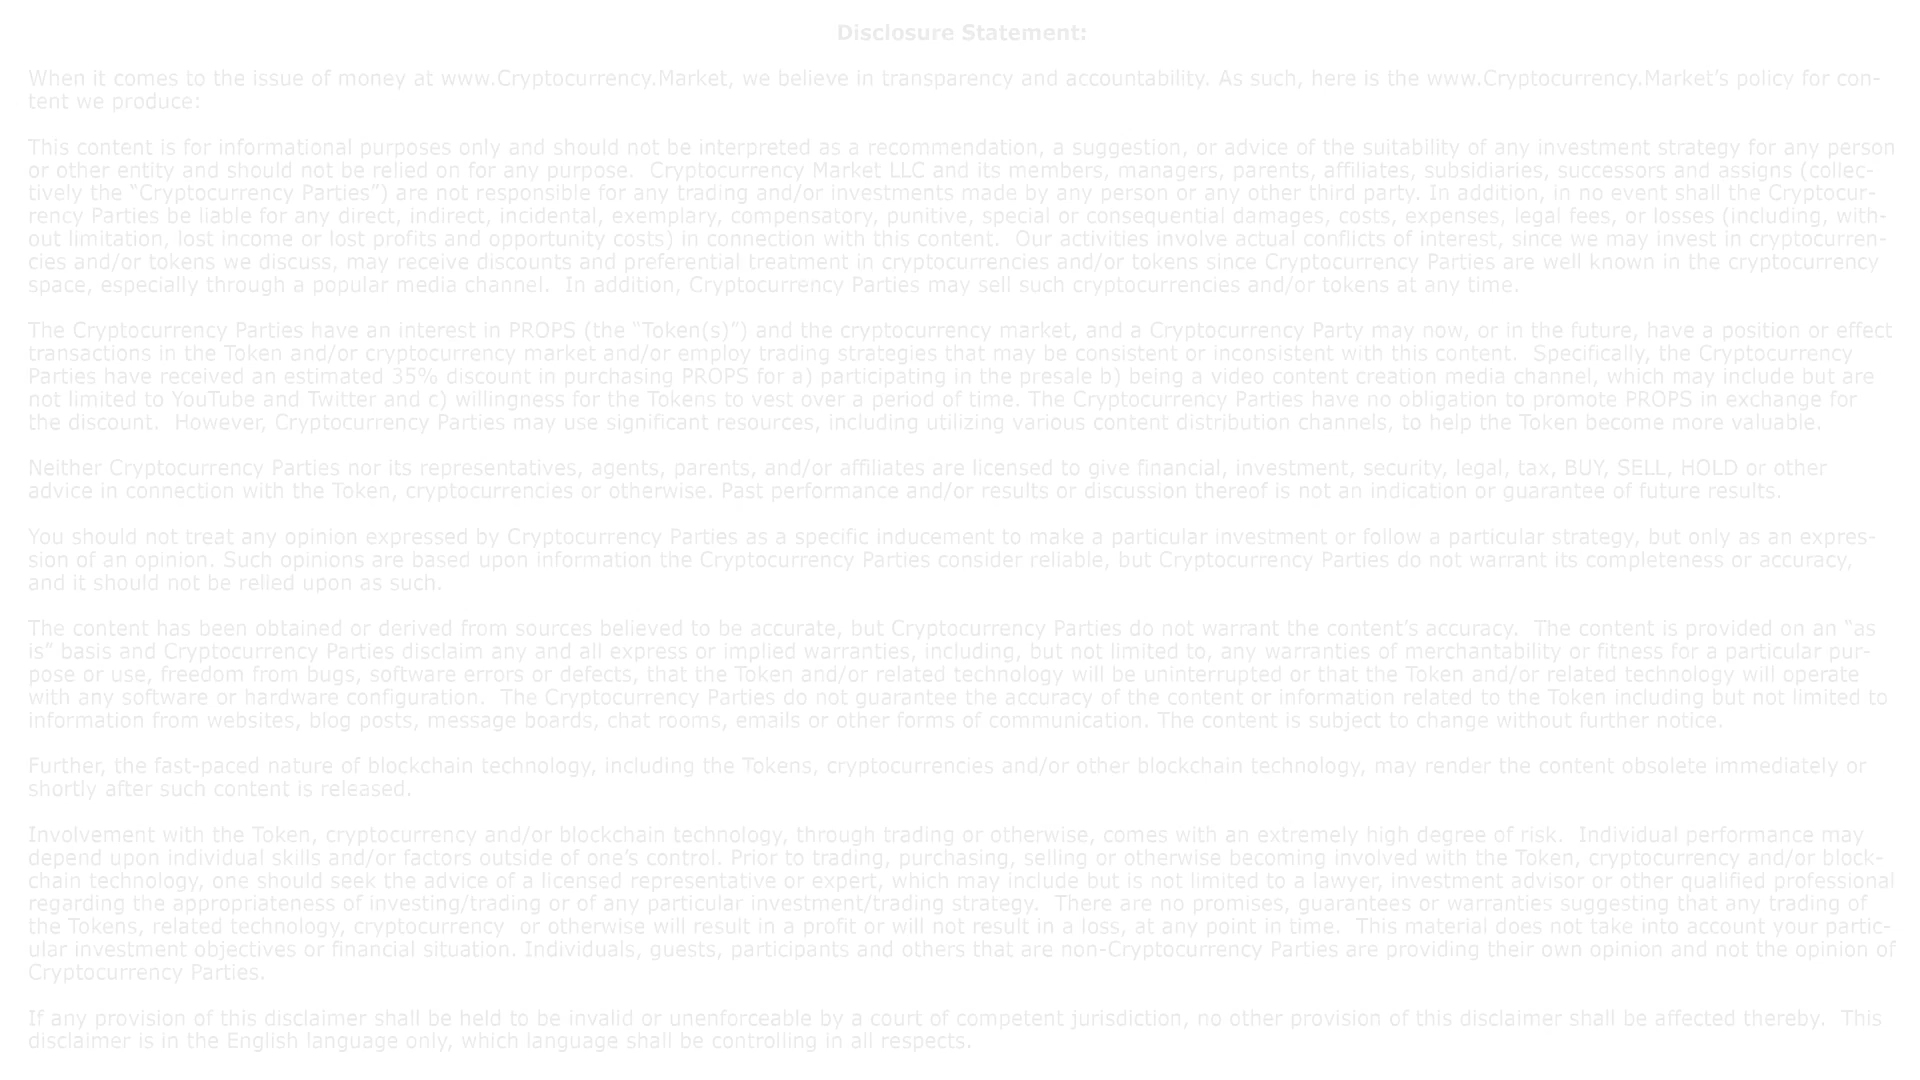 Disclosure Statement:
When it comes to the issue of money at www.Cryptocurrency.Market, we believe in transparency and accountability. As such, here is the www.Cryptocurrency.Market’s policy for con-
tent we produce:
This content is for informational purposes only and should not be interpreted as a recommendation, a suggestion, or advice of the suitability of any investment strategy for any person
or other entity and should not be relied on for any purpose.  Cryptocurrency Market LLC and its members, managers, parents, affiliates, subsidiaries, successors and assigns (collec-
tively the “Cryptocurrency Parties”) are not responsible for any trading and/or investments made by any person or any other third party. In addition, in no event shall the Cryptocur-
rency Parties be liable for any direct, indirect, incidental, exemplary, compensatory, punitive, special or consequential damages, costs, expenses, legal fees, or losses (including, with-
out limitation, lost income or lost profits and opportunity costs) in connection with this content.  Our activities involve actual conflicts of interest, since we may invest in cryptocurren-
cies and/or tokens we discuss, may receive discounts and preferential treatment in cryptocurrencies and/or tokens since Cryptocurrency Parties are well known in the cryptocurrency
space, especially through a popular media channel.  In addition, Cryptocurrency Parties may sell such cryptocurrencies and/or tokens at any time.
The Cryptocurrency Parties have an interest in PROPS (the “Token(s)”) and the cryptocurrency market, and a Cryptocurrency Party may now, or in the future, have a position or effect
transactions in the Token and/or cryptocurrency market and/or employ trading strategies that may be consistent or inconsistent with this content.  Specifically, the Cryptocurrency
Parties have received an estimated 35% discount in purchasing PROPS for a) participating in the presale b) being a video content creation media channel, which may include but are
not limited to YouTube and Twitter and c) willingness for the Tokens to vest over a period of time. The Cryptocurrency Parties have no obligation to promote PROPS in exchange for
the discount.  However, Cryptocurrency Parties may use significant resources, including utilizing various content distribution channels, to help the Token become more valuable.
Neither Cryptocurrency Parties nor its representatives, agents, parents, and/or affiliates are licensed to give financial, investment, security, legal, tax, BUY, SELL, HOLD or other
advice in connection with the Token, cryptocurrencies or otherwise. Past performance and/or results or discussion thereof is not an indication or guarantee of future results.
You should not treat any opinion expressed by Cryptocurrency Parties as a specific inducement to make a particular investment or follow a particular strategy, but only as an expres-
sion of an opinion. Such opinions are based upon information the Cryptocurrency Parties consider reliable, but Cryptocurrency Parties do not warrant its completeness or accuracy,
and it should not be relied upon as such.
The content has been obtained or derived from sources believed to be accurate, but Cryptocurrency Parties do not warrant the content’s accuracy.  The content is provided on an “as
is” basis and Cryptocurrency Parties disclaim any and all express or implied warranties, including, but not limited to, any warranties of merchantability or fitness for a particular pur-
pose or use, freedom from bugs, software errors or defects, that the Token and/or related technology will be uninterrupted or that the Token and/or related technology will operate
with any software or hardware configuration.  The Cryptocurrency Parties do not guarantee the accuracy of the content or information related to the Token including but not limited to
information from websites, blog posts, message boards, chat rooms, emails or other forms of communication. The content is subject to change without further notice.
Further, the fast-paced nature of blockchain technology, including the Tokens, cryptocurrencies and/or other blockchain technology, may render the content obsolete immediately or
shortly after such content is released.
Involvement with the Token, cryptocurrency and/or blockchain technology, through trading or otherwise, comes with an extremely high degree of risk.  Individual performance may
depend upon individual skills and/or factors outside of one’s control. Prior to trading, purchasing, selling or otherwise becoming involved with the Token, cryptocurrency and/or block-
chain technology, one should seek the advice of a licensed representative or expert, which may include but is not limited to a lawyer, investment advisor or other qualified professional
regarding the appropriateness of investing/trading or of any particular investment/trading strategy.  There are no promises, guarantees or warranties suggesting that any trading of
the Tokens, related technology, cryptocurrency  or otherwise will result in a profit or will not result in a loss, at any point in time.  This material does not take into account your partic-
ular investment objectives or financial situation. Individuals, guests, participants and others that are non-Cryptocurrency Parties are providing their own opinion and not the opinion of
Cryptocurrency Parties.
If any provision of this disclaimer shall be held to be invalid or unenforceable by a court of competent jurisdiction, no other provision of this disclaimer shall be affected thereby.  This
disclaimer is in the English language only, which language shall be controlling in all respects.